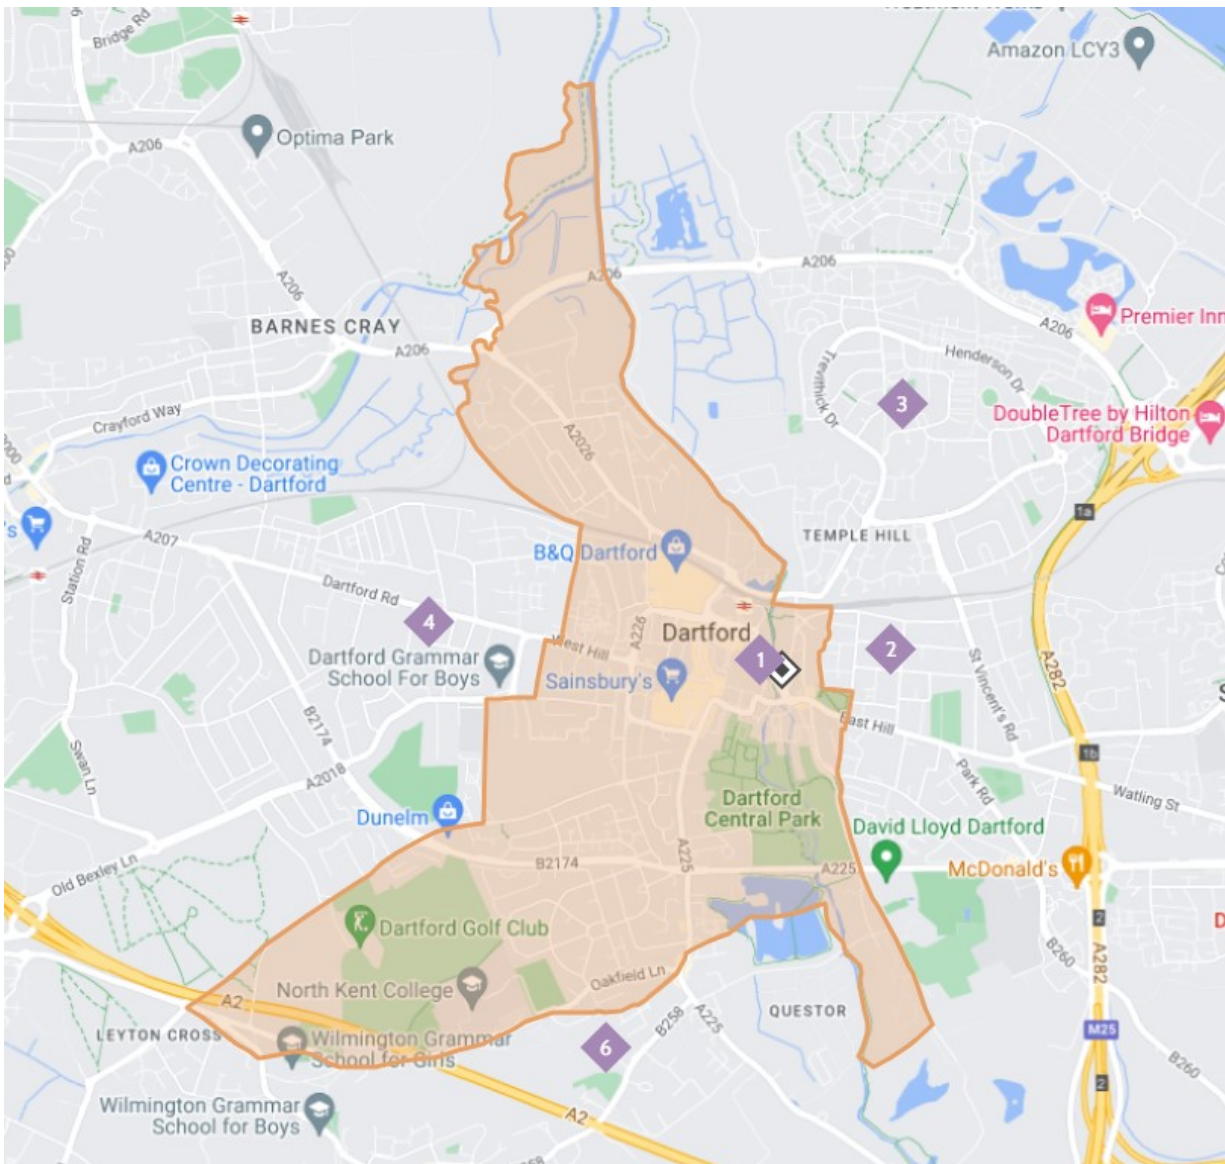 Bridge Rd
Amazon LCY3
Optima Park
A206
A206
A206
A206
A206
A206
BARNES CRAY
Premier Inn
Henderson Dr
Trevithick Dr
3
DoubleTree by Hilton
Dartford Bridge
Crayford Way
A2026
Crown Decorating
Centre - Dartford
's
1a
A207
Station Rd
B&Q Dartford
TEMPLE HILL
Dartford Rd
4
A226
Dartford
West Hill
1
2
St Vincent's Rd
A282
Dartford Grammar
School For Boys
Sainsbury's
B2174
East Hill
Swan Ln
A2018
1b
Park Rd
Watling St
Dartford
Central Park
Dunelm
David Lloyd Dartford
Old Bexley Ln
B2174
A225
A225
McDonald's
2
Dartford Golf Club
B260
A282
Oakfield Ln
North Kent College
A2
LEYTON CROSS
Wilmington Grammar
School for Girls
6
B258
A225
QUESTOR
M25
B260
2
Wilmington Grammar
School for Boys
A2
B258